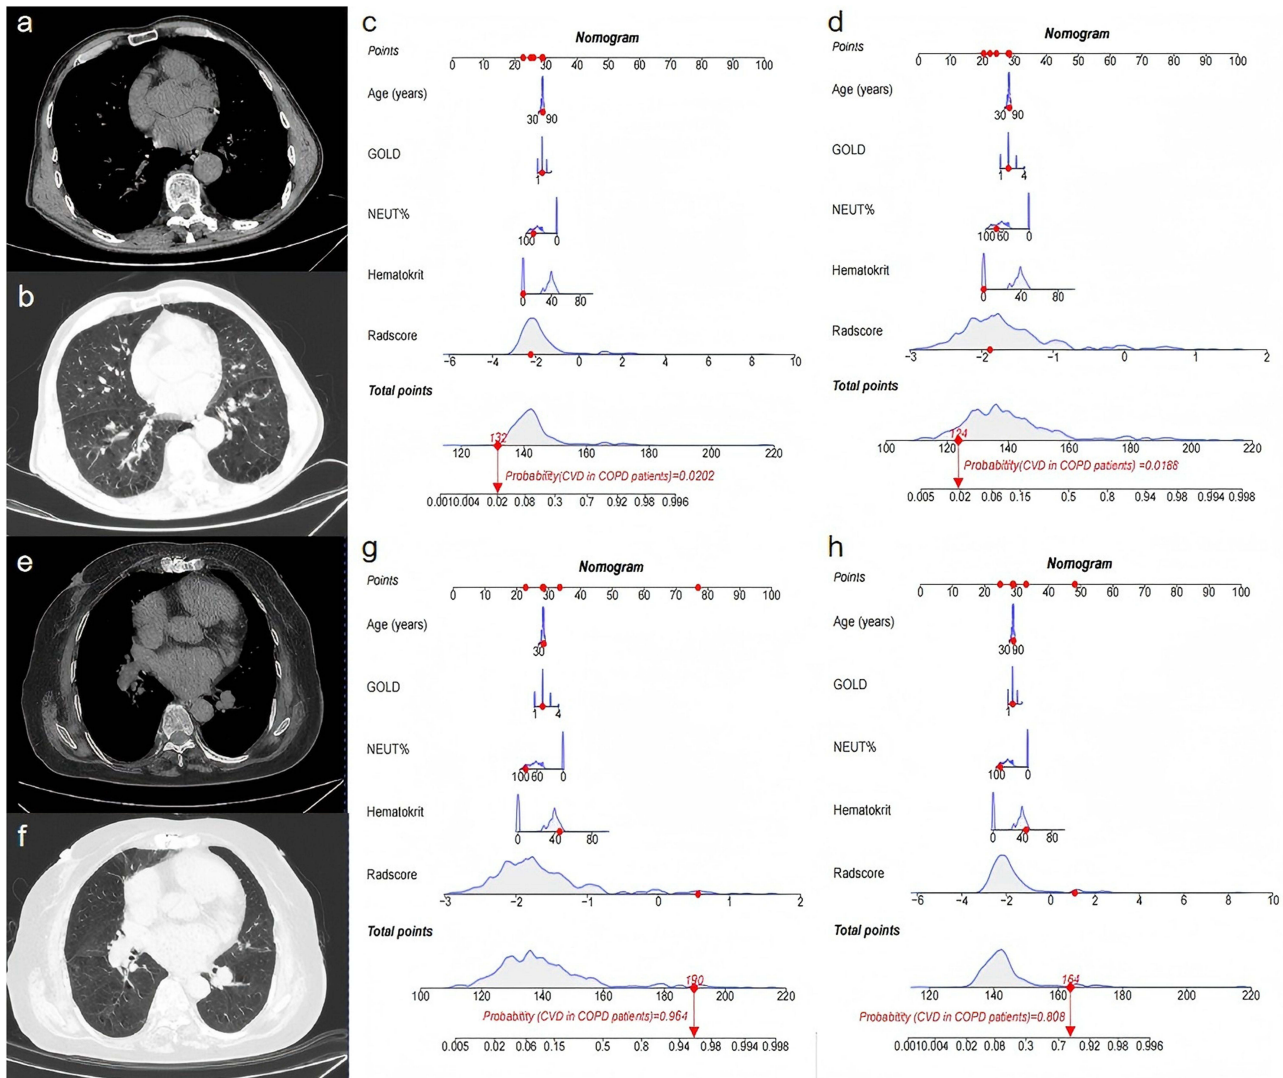 a
b
c
Nomogram
Points
0 10 20 30 40 50 60 70 80 90 100
Age (years)
30 90
GOLD
1
NEUT%
100 0
Hematokrit
0 40 80
Radscore
−6 −4 −2 0 2 4 6 8 10
Total points
132
120 140 160 180 200 220
Probability(CVD in COPD patients)=0.0202
0.0010.004 0.02 0.08 0.3 0.7 0.92 0.98 0.996
d
Nomogram
Points
0 10 20 30 40 50 60 70 80 90 100
Age (years)
30 90
GOLD
1 4
NEUT%
100 60 0
Hematokrit
0 40 80
Radscore
−3 −2 −1 0 1 2
Total points
124
100 140 160 180 200 220
Probability(CVD in COPD patients) =0.0188
0.005 0.02 0.06 0.15 0.5 0.8 0.94 0.98 0.994 0.998
e
f
g
Nomogram
Points
0 10 20 30 40 50 60 70 80 90 100
Age (years)
30
GOLD
1 4
NEUT%
100 60 0
Hematokrit
0 40 80
Radscore
−3 −2 −1 0 1 2
Total points
190
100 120 140 160 180 200 220
Probability (CVD in COPD patients)=0.964
0.005 0.02 0.06 0.15 0.5 0.8 0.94 0.98 0.994 0.998
h
Nomogram
Points
0 10 20 30 40 50 60 70 80 90 100
Age (years)
30 90
GOLD
1
NEUT%
100 0
Hematokrit
0 40 80
Radscore
−6 −4 −2 0 2 4 6 8 10
Total points
164
120 140 160 180 200 220
Probability (CVD in COPD patients)=0.808
0.0010.004 0.02 0.08 0.3 0.7 0.92 0.98 0.996